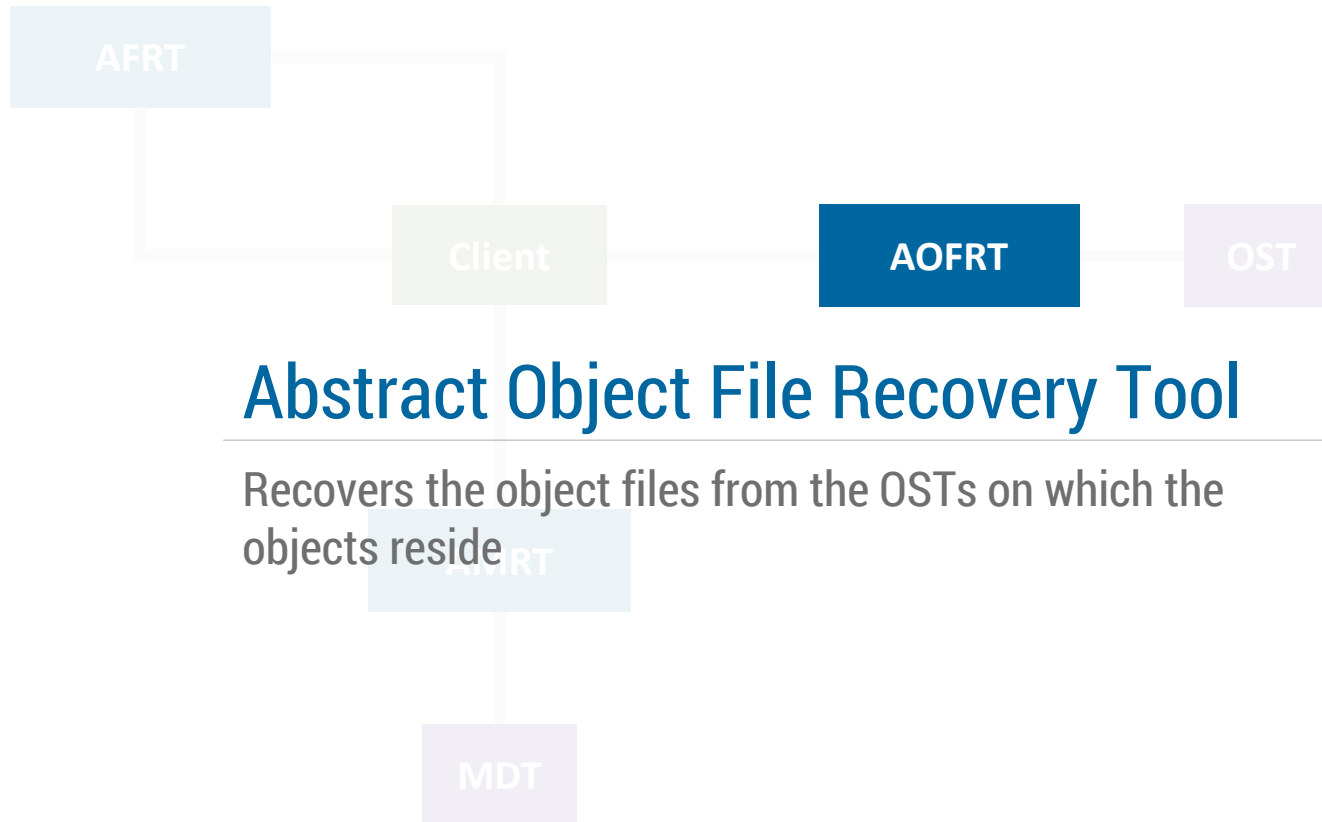 AFRT
Client
AOFRT
OST
Abstract Object File Recovery Tool
Recovers the object files from the OSTs on which the
objects reside
AMRT
MDT